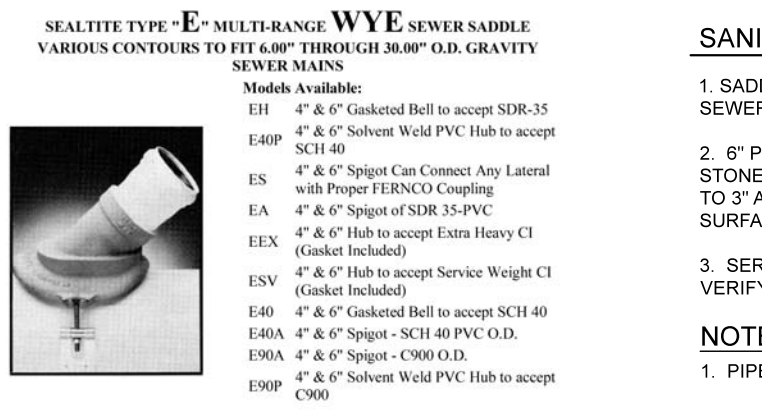 SEALTITE TYPE "E" MULTI-RANGE WYE SEWER SADDLE
VARIOUS CONTOURS TO FIT 6.00" THROUGH 30.00" O.D. GRAVITY
SEWER MAINS
Models Available:
EH 4" & 6" Gasketed Bell to accept SDR-35
E40P 4" & 6" Solvent Weld PVC Hub to accept
SCH 40
ES 4" & 6" Spigot Can Connect Any Lateral
with Proper FERNCO Coupling
EA 4" & 6" Spigot of SDR 35-PVC
EEX 4" & 6" Hub to accept Extra Heavy CI
(Gasket Included)
ESV 4" & 6" Hub to accept Service Weight CI
(Gasket Included)
E40 4" & 6" Gasketed Bell to accept SCH 40
E40A 4" & 6" Spigot - SCH 40 PVC O.D.
E90A 4" & 6" Spigot - C900 O.D.
E90P 4" & 6" Solvent Weld PVC Hub to accept
C900
SANI
1. SADD
SEWER
2. 6" P
STONE
TO 3" A
SURFA
3. SER
VERIFY
NOTE
1. PIPE